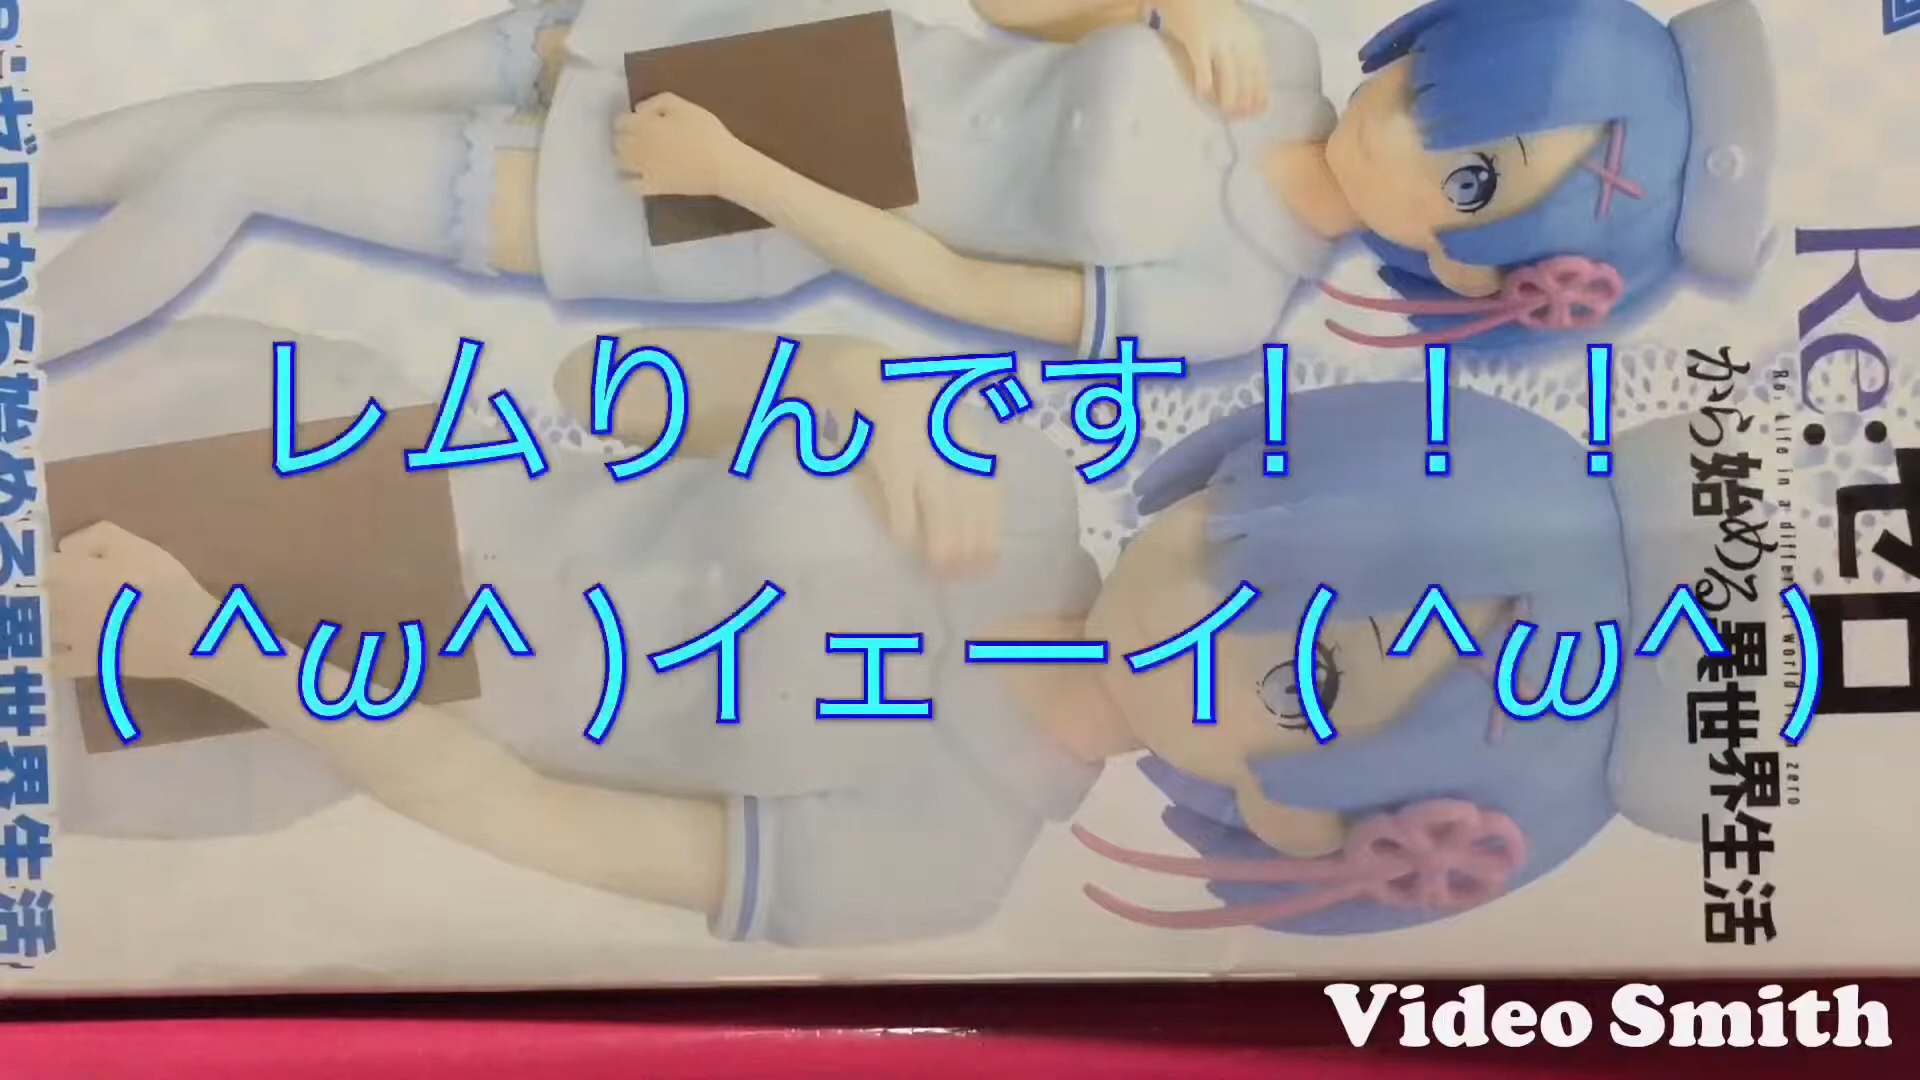 レムりんです！！！
( ^ω^ )イェーイ( ^ω^ )
Re:ゼロ
から始める異世界生活
Re: Life in a different world from zero
Re:ゼロから始める異世界生活
Video Smith